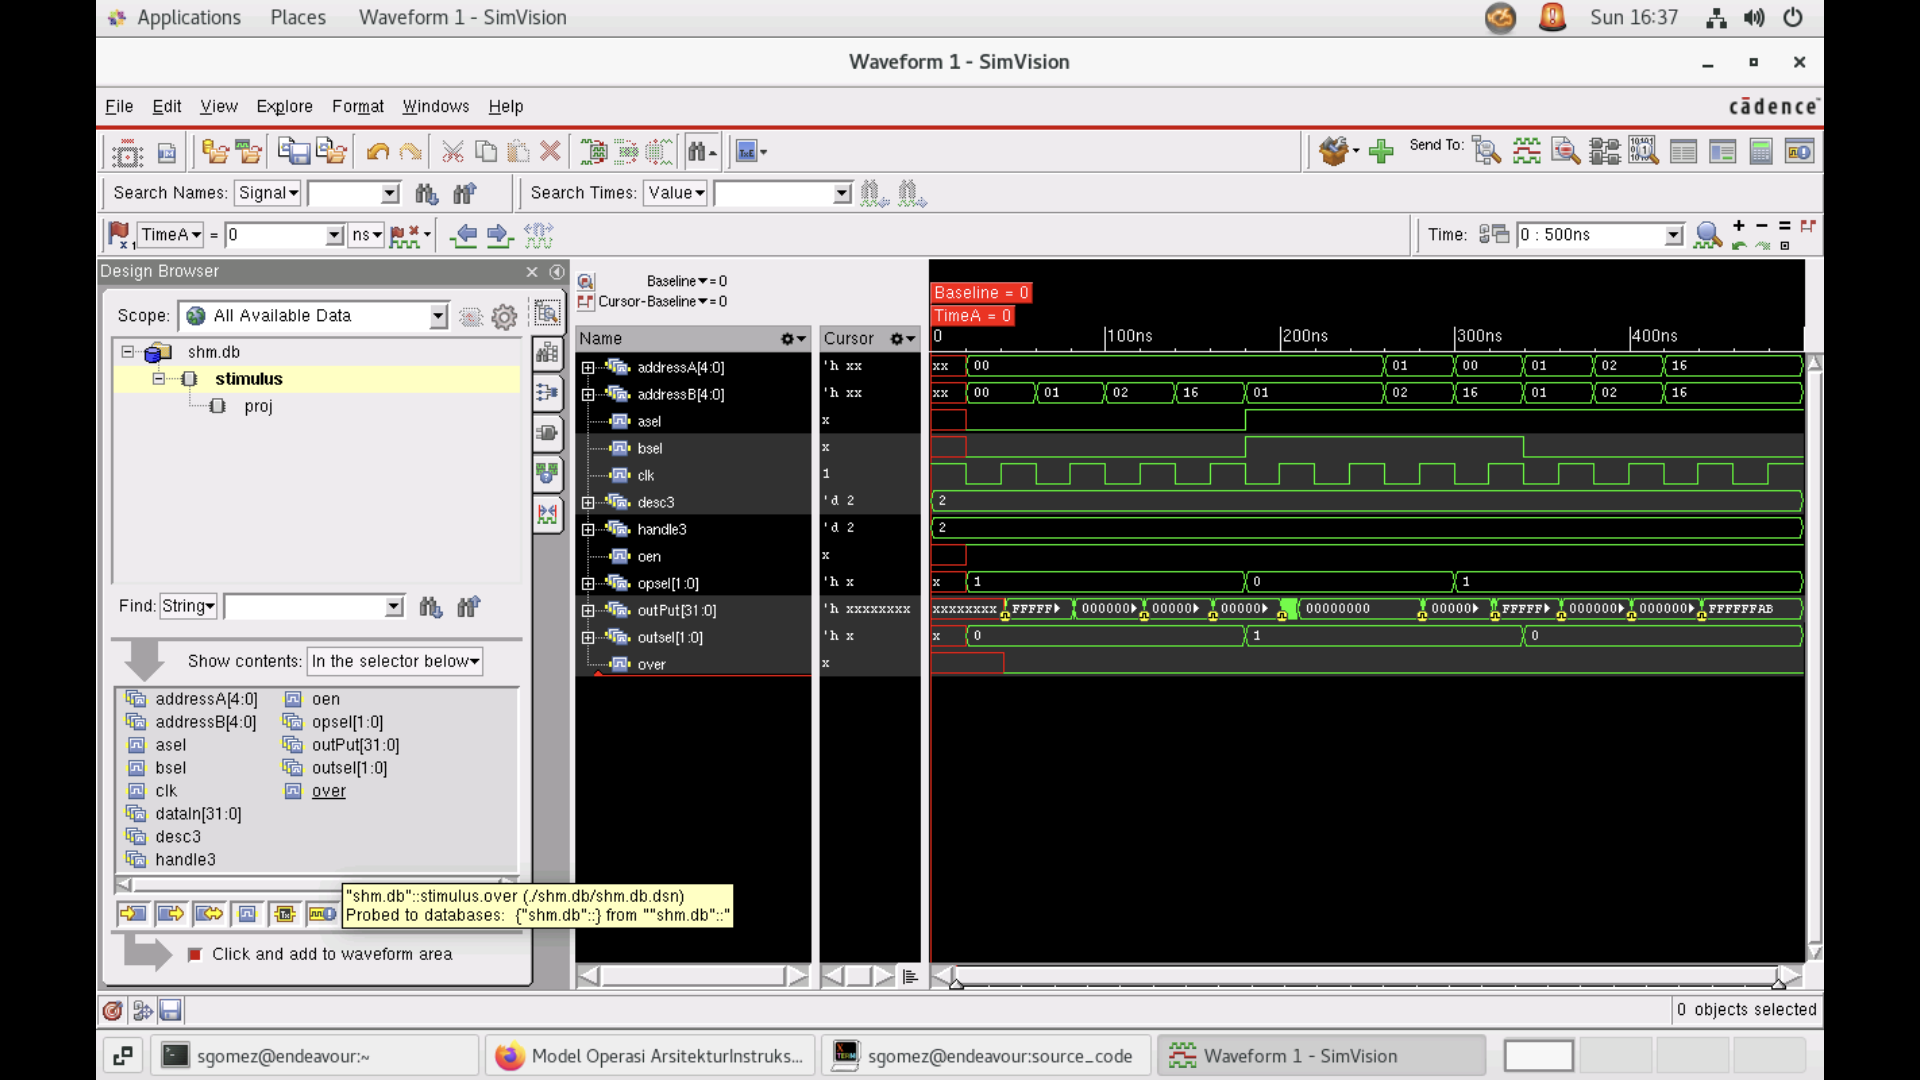 Applications Places Waveform 1 - SimVision Sun 16:37
Waveform 1 - SimVision
File Edit View Explore Format Windows Help cādence
Send To:
Search Names: Signal Search Times: Value
TimeA = 0 ns Time: 0 : 500ns
Design Browser
Scope: All Available Data
shm.db
stimulus
proj
Find: String
Show contents: In the selector below
addressA[4:0] oen
addressB[4:0] opsel[1:0]
asel outPut[31:0]
bsel outsel[1:0]
clk over
dataIn[31:0]
desc3
handle3
"shm.db"::stimulus.over (./shm.db/shm.db.dsn)
Probed to databases: {"shm.db"::} from ""shm.db"::"
Click and add to waveform area
Baseline = 0
Cursor-Baseline = 0
Baseline = 0
TimeA = 0
Name Cursor 0 100ns 200ns 300ns 400ns
addressA[4:0] 'h xx xx 00 01 00 01 02 16
addressB[4:0] 'h xx xx 00 01 02 16 01 02 16 01 02 16
asel x
bsel x
clk 1
desc3 'd 2 2
handle3 'd 2 2
oen x
opsel[1:0] 'h x x 1 0 1
outPut[31:0] 'h xxxxxxxx xxxxxxxx FFFFF 000000 00000 00000 00000000 00000 FFFFF 000000 000000 FFFFFFAB
outsel[1:0] 'h x x 0 1 0
over x
0 objects selected
sgomez@endeavour:~ Model Operasi ArsitekturInstruks... sgomez@endeavour:source_code Waveform 1 - SimVision